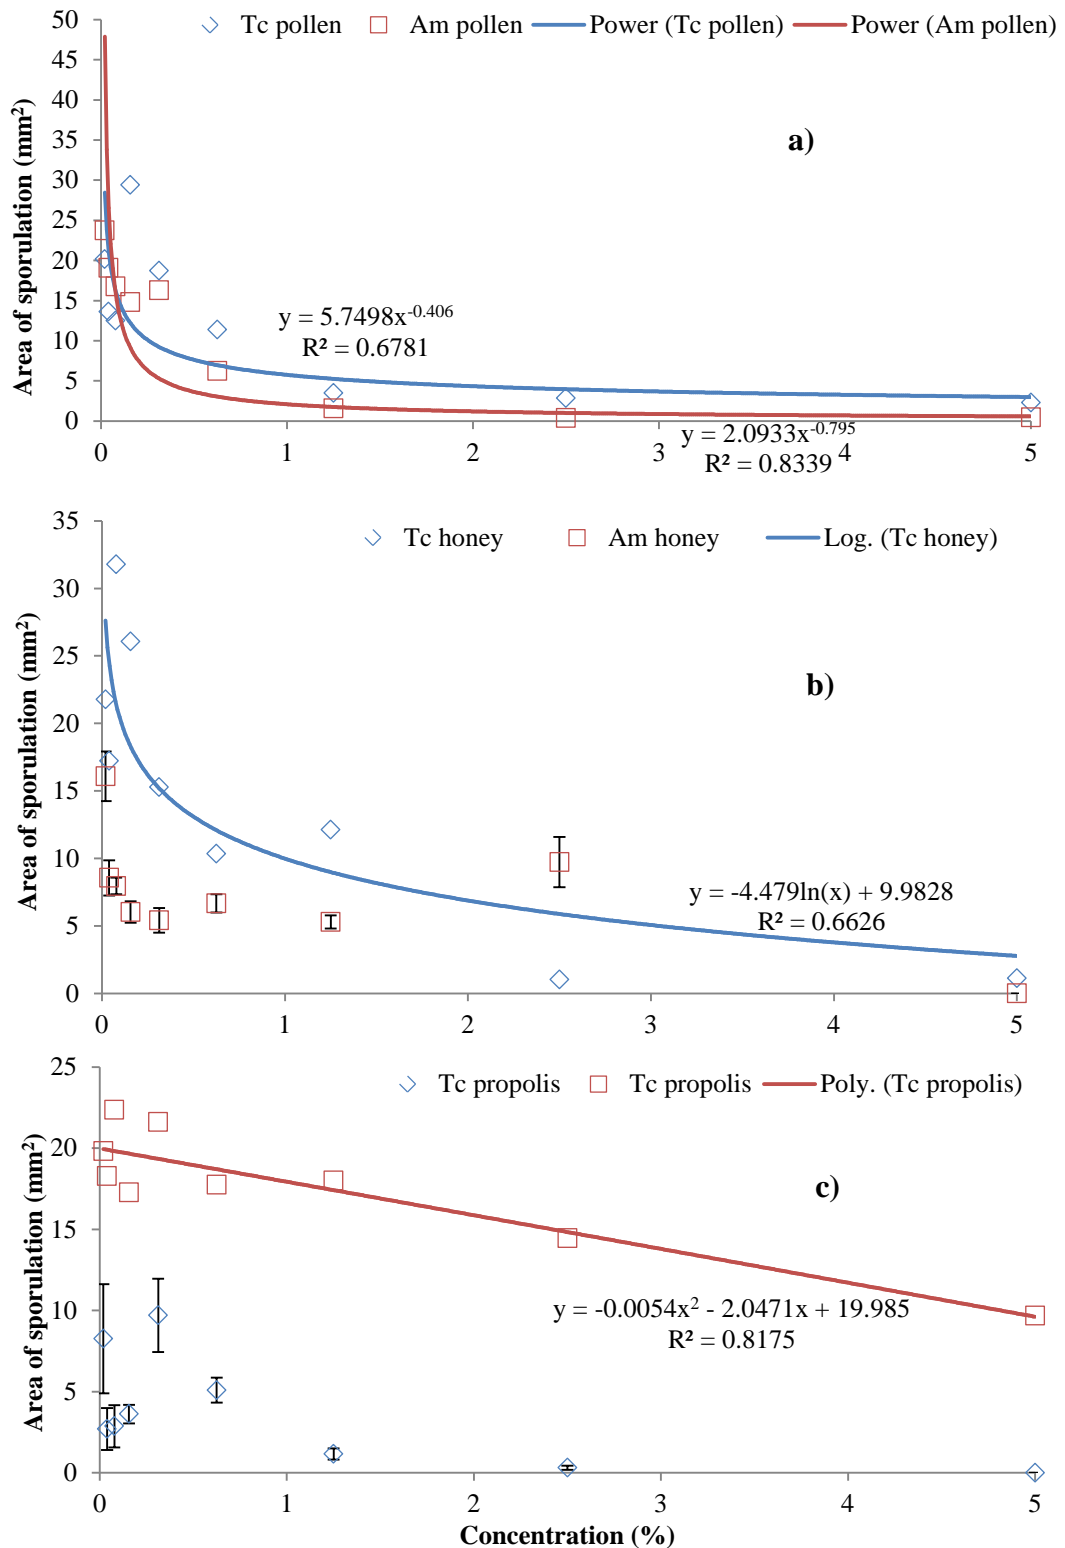 Tc pollen Am pollen Power (Tc pollen) Power (Am pollen)
50
45
40
35
30
25
20
15
10
5
0
Area of sporulation (mm²)
a)
y = 5.7498x^-0.406
R² = 0.6781
y = 2.0933x^-0.795
R² = 0.8339
0 1 2 3 4 5
Tc honey Am honey Log. (Tc honey)
35
30
25
20
15
10
5
0
Area of sporulation (mm²)
b)
y = -4.479ln(x) + 9.9828
R² = 0.6626
0 1 2 3 4 5
Tc propolis Tc propolis Poly. (Tc propolis)
25
20
15
10
5
0
Area of sporulation (mm²)
c)
y = -0.0054x² - 2.0471x + 19.985
R² = 0.8175
0 1 2 3 4 5
Concentration (%)